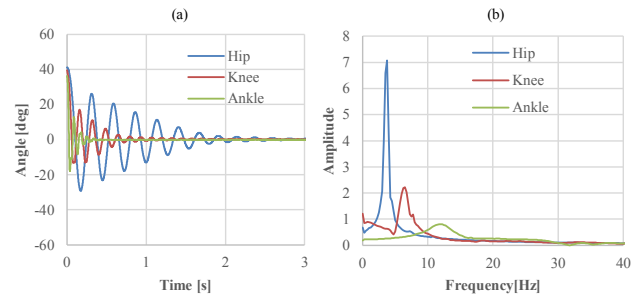 (a)
60
40
20
0
-20
-40
-60
Angle [deg]
Hip
Knee
Ankle
0 1 2 3
Time [s]
(b)
8
7
6
5
4
3
2
1
0
Amplitude
Hip
Knee
Ankle
0 10 20 30 40
Frequency[Hz]